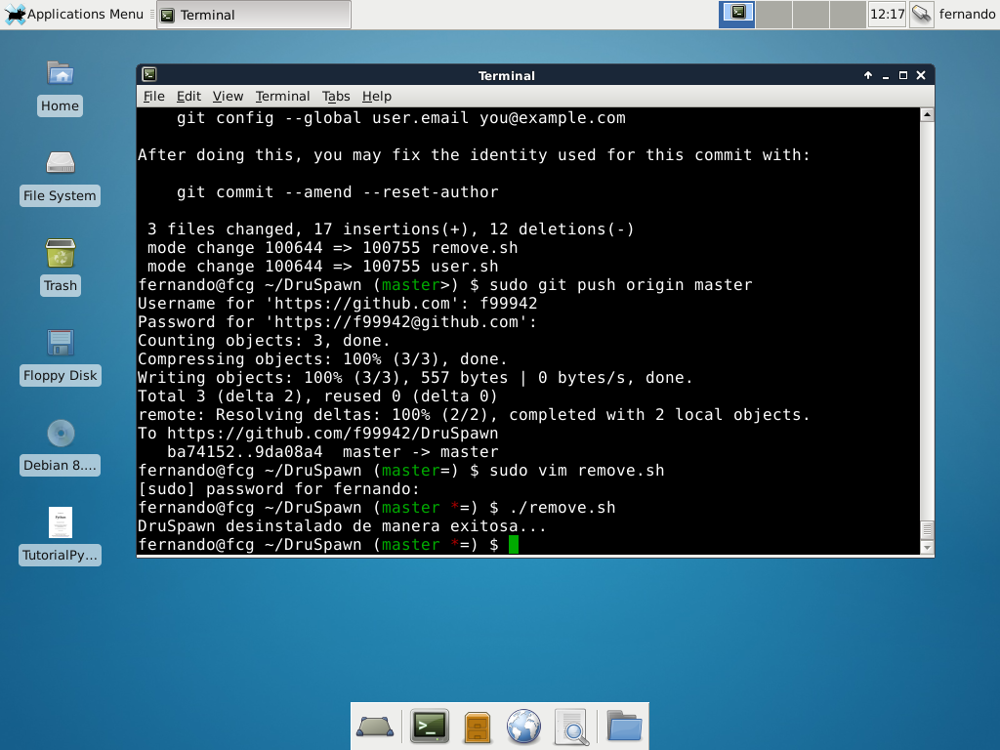 Applications Menu
Terminal
12:17
fernando
Home
File System
Trash
Floppy Disk
Debian 8....
TutorialPy...
Terminal
File Edit View Terminal Tabs Help
git config --global user.email you@example.com
After doing this, you may fix the identity used for this commit with:
git commit --amend --reset-author
3 files changed, 17 insertions(+), 12 deletions(-)
mode change 100644 => 100755 remove.sh
mode change 100644 => 100755 user.sh
fernando@fcg ~/DruSpawn (master>) $ sudo git push origin master
Username for 'https://github.com': f99942
Password for 'https://f99942@github.com':
Counting objects: 3, done.
Compressing objects: 100% (3/3), done.
Writing objects: 100% (3/3), 557 bytes | 0 bytes/s, done.
Total 3 (delta 2), reused 0 (delta 0)
remote: Resolving deltas: 100% (2/2), completed with 2 local objects.
To https://github.com/f99942/DruSpawn
ba74152..9da08a4  master -> master
fernando@fcg ~/DruSpawn (master=) $ sudo vim remove.sh
[sudo] password for fernando:
fernando@fcg ~/DruSpawn (master *=) $ ./remove.sh
DruSpawn desinstalado de manera exitosa...
fernando@fcg ~/DruSpawn (master *=) $